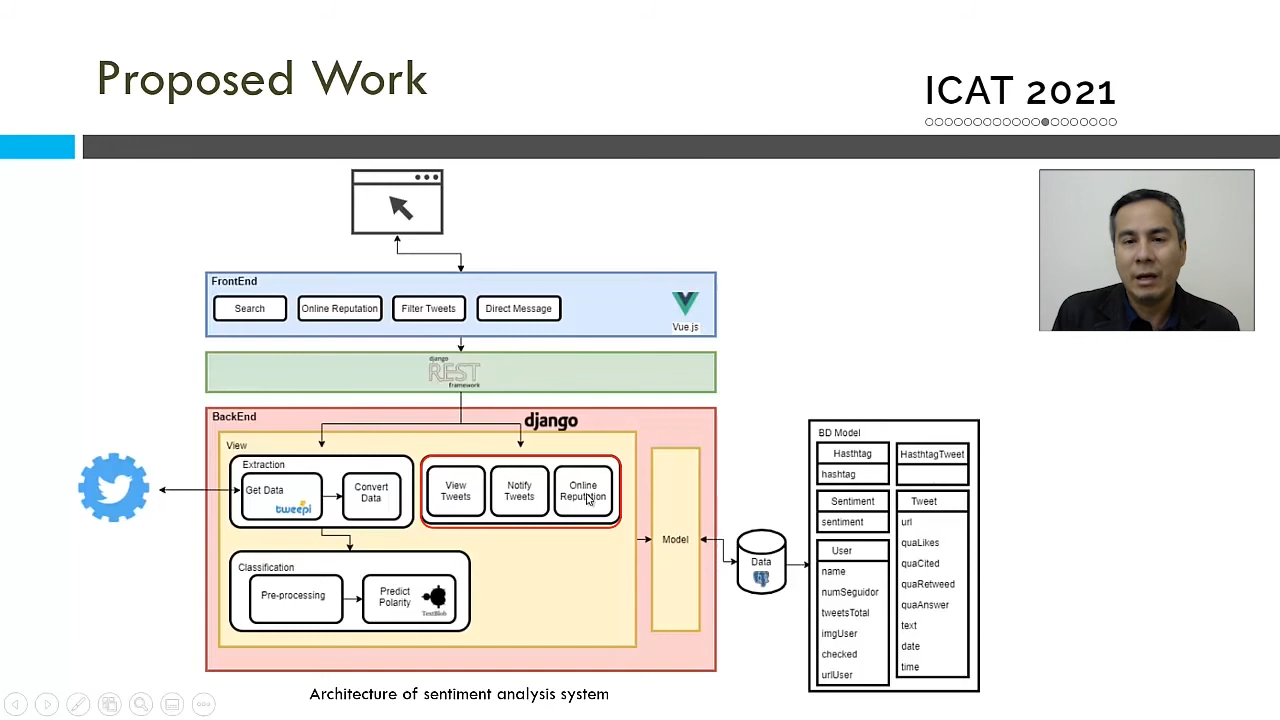 Proposed Work
ICAT 2021
FrontEnd
Search
Online Reputation
Filter Tweets
Direct Message
Vue.js
django
REST
framework
BackEnd
django
View
Extraction
Get Data
tweepi
Convert
Data
View
Tweets
Notify
Tweets
Online
Reputation
Classification
Pre-processing
Predict
Polarity
TextBlob
Model
Data
BD Model
Hasthtag
hashtag
Sentiment
sentiment
User
name
numSeguidor
tweetsTotal
imgUser
checked
urlUser
HasthtagTweet
Tweet
url
quaLikes
quaCited
quaRetweed
quaAnswer
text
date
time
Architecture of sentiment analysis system